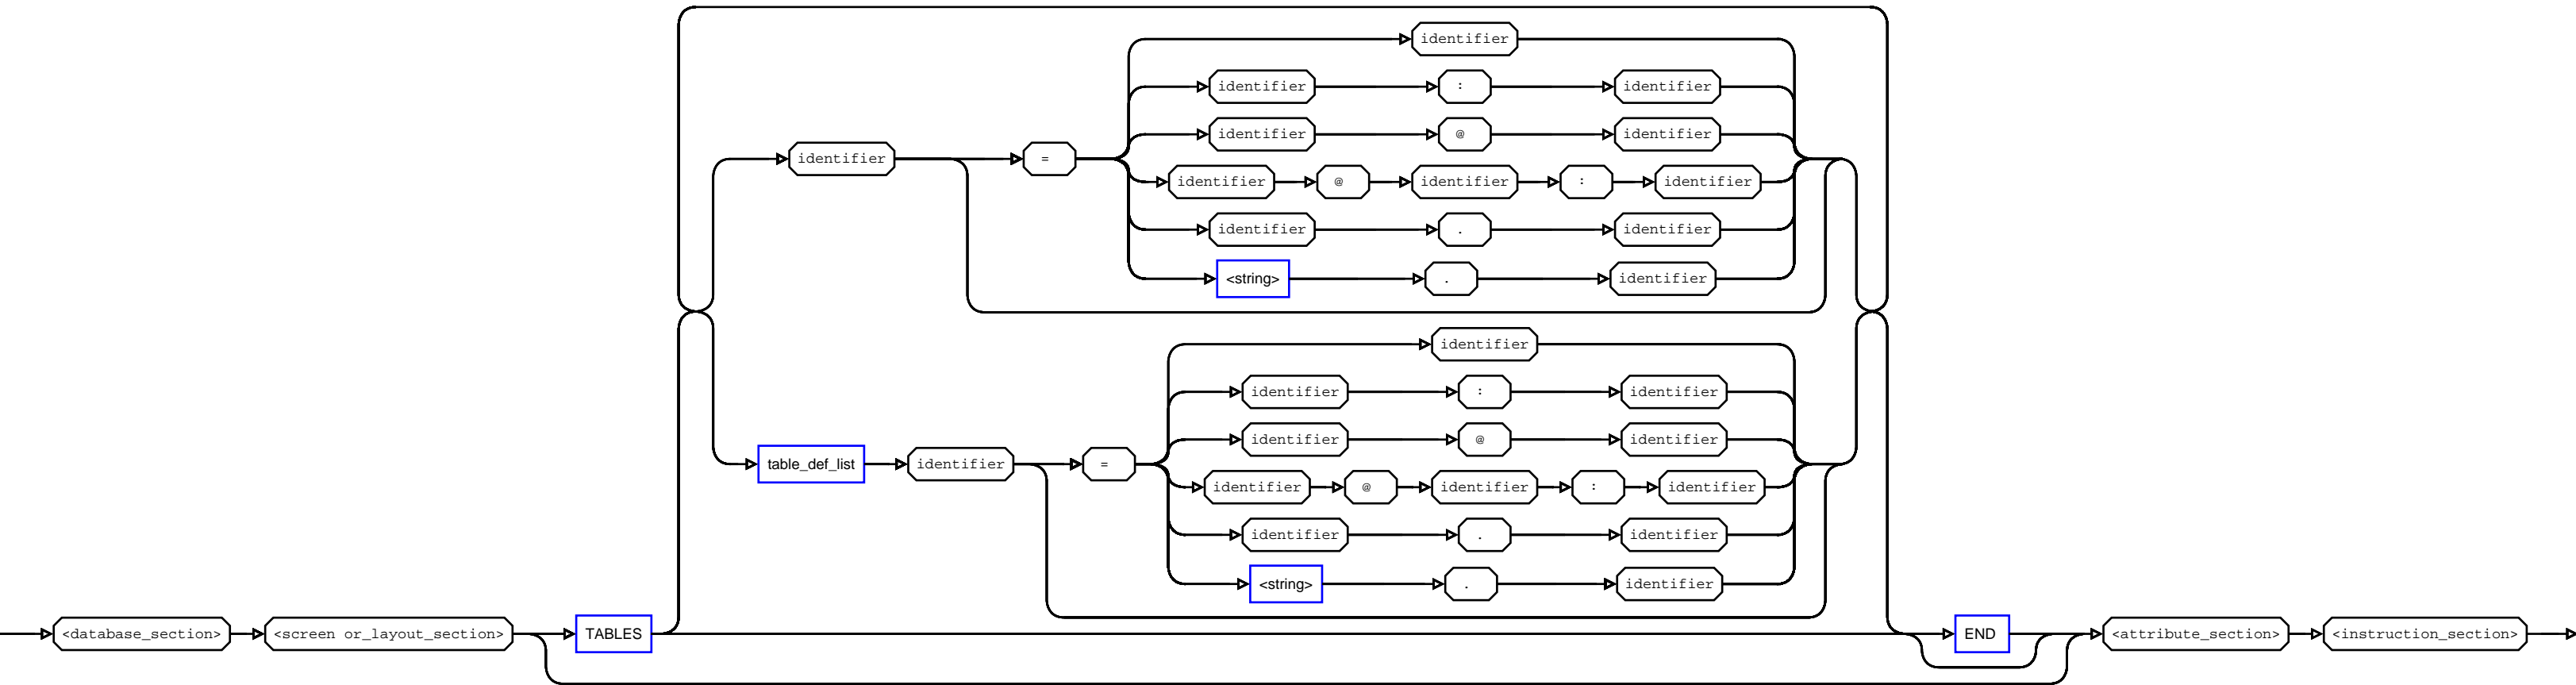 identifier
identifier : identifier
identifier @ identifier
identifier =
identifier @ identifier : identifier
identifier . identifier
<string> . identifier
identifier
identifier : identifier
identifier @ identifier
table_def_list identifier =
identifier @ identifier : identifier
identifier . identifier
<string> . identifier
<database_section> <screen or_layout_section> TABLES END <attribute_section> <instruction_section>